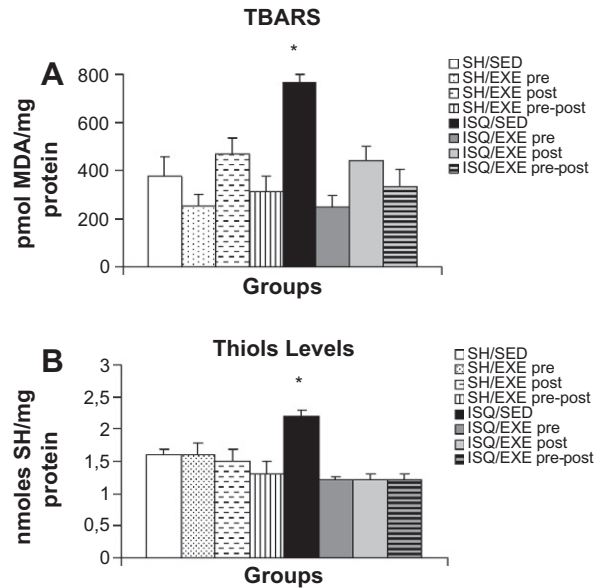 TBARS
A
*
pmol MDA/mg
protein
800
600
400
200
0
Groups
SH/SED
SH/EXE pre
SH/EXE post
SH/EXE pre-post
ISQ/SED
ISQ/EXE pre
ISQ/EXE post
ISQ/EXE pre-post
B
Thiols Levels
*
nmoles SH/mg
protein
3
2,5
2
1,5
1
0,5
0
Groups
SH/SED
SH/EXE pre
SH/EXE post
SH/EXE pre-post
ISQ/SED
ISQ/EXE pre
ISQ/EXE post
ISQ/EXE pre-post